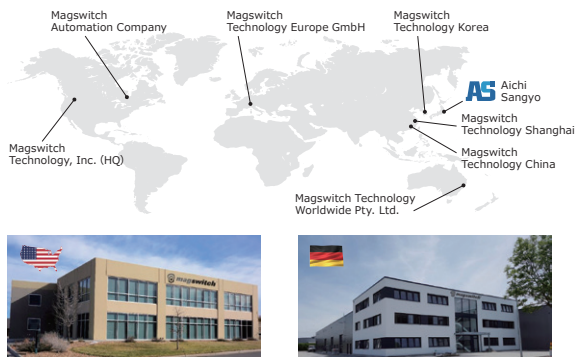 Magswitch
Automation Company
Magswitch
Technology Europe GmbH
Magswitch
Technology Korea
AS Aichi
Sangyo
Magswitch
Technology Shanghai
Magswitch
Technology, Inc. (HQ)
Magswitch
Technology China
Magswitch Technology
Worldwide Pty. Ltd.
magswitch